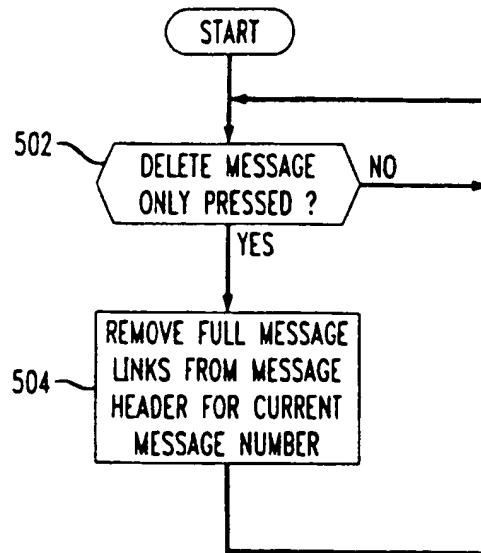 START
502
DELETE MESSAGE
ONLY PRESSED ?
NO
YES
504
REMOVE FULL MESSAGE
LINKS FROM MESSAGE
HEADER FOR CURRENT
MESSAGE NUMBER